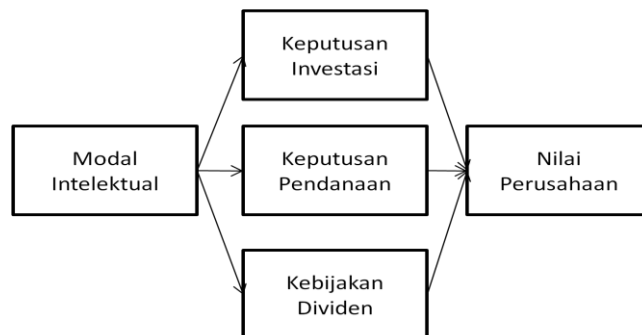 Keputusan
Investasi
Modal
Intelektual
Keputusan
Pendanaan
Nilai
Perusahaan
Kebijakan
Dividen